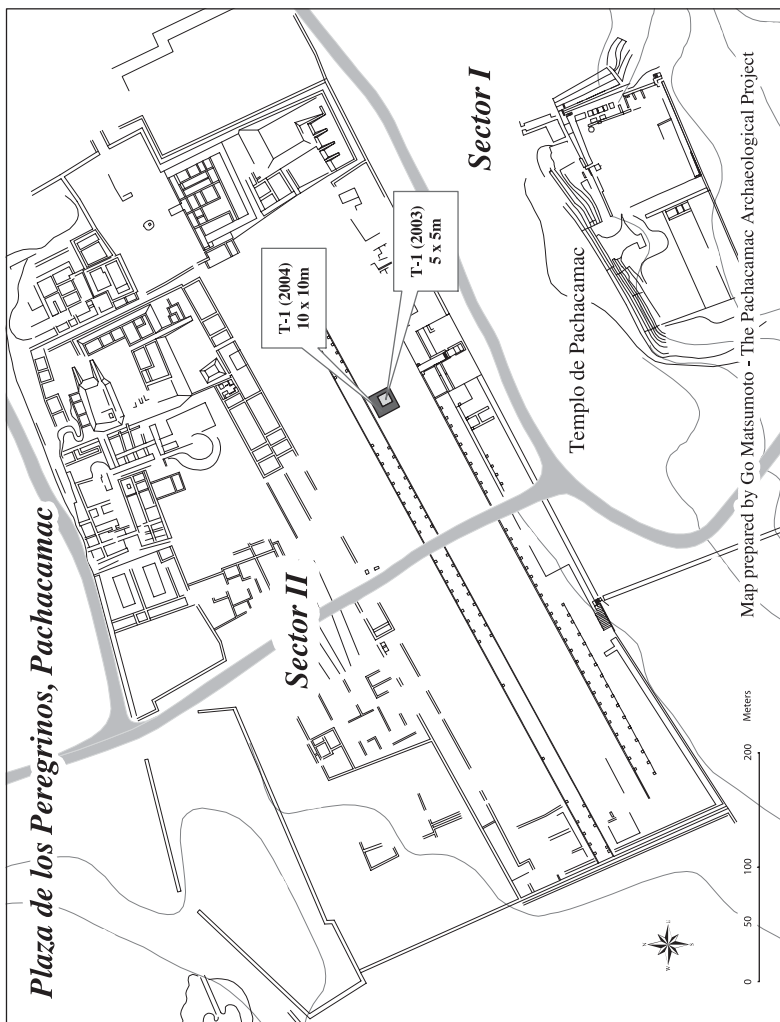 Plaza de los Peregrinos, Pachacamac
Sector II
Sector I
T-1 (2004)
10 x 10m
T-1 (2003)
5 x 5m
Templo de Pachacamac
Map prepared by Go Matsumoto - The Pachacamac Archaeological Project
0
50
100
200
Meters
N
E
S
W